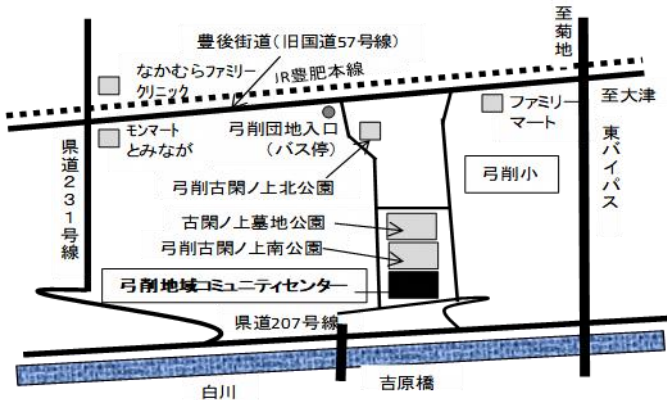 至菊地
豊後街道（旧国道57号線）
JR豊肥本線
なかむらファミリー
クリニック
ファミリー
マート
至大津
モンマート
とみなが
弓削団地入口
（バス停）
県道231号線
東バイパス
弓削小
弓削古閑ノ上北公園
古閑ノ上墓地公園
弓削古閑ノ上南公園
弓削地域コミュニティセンター
県道207号線
白川
吉原橋